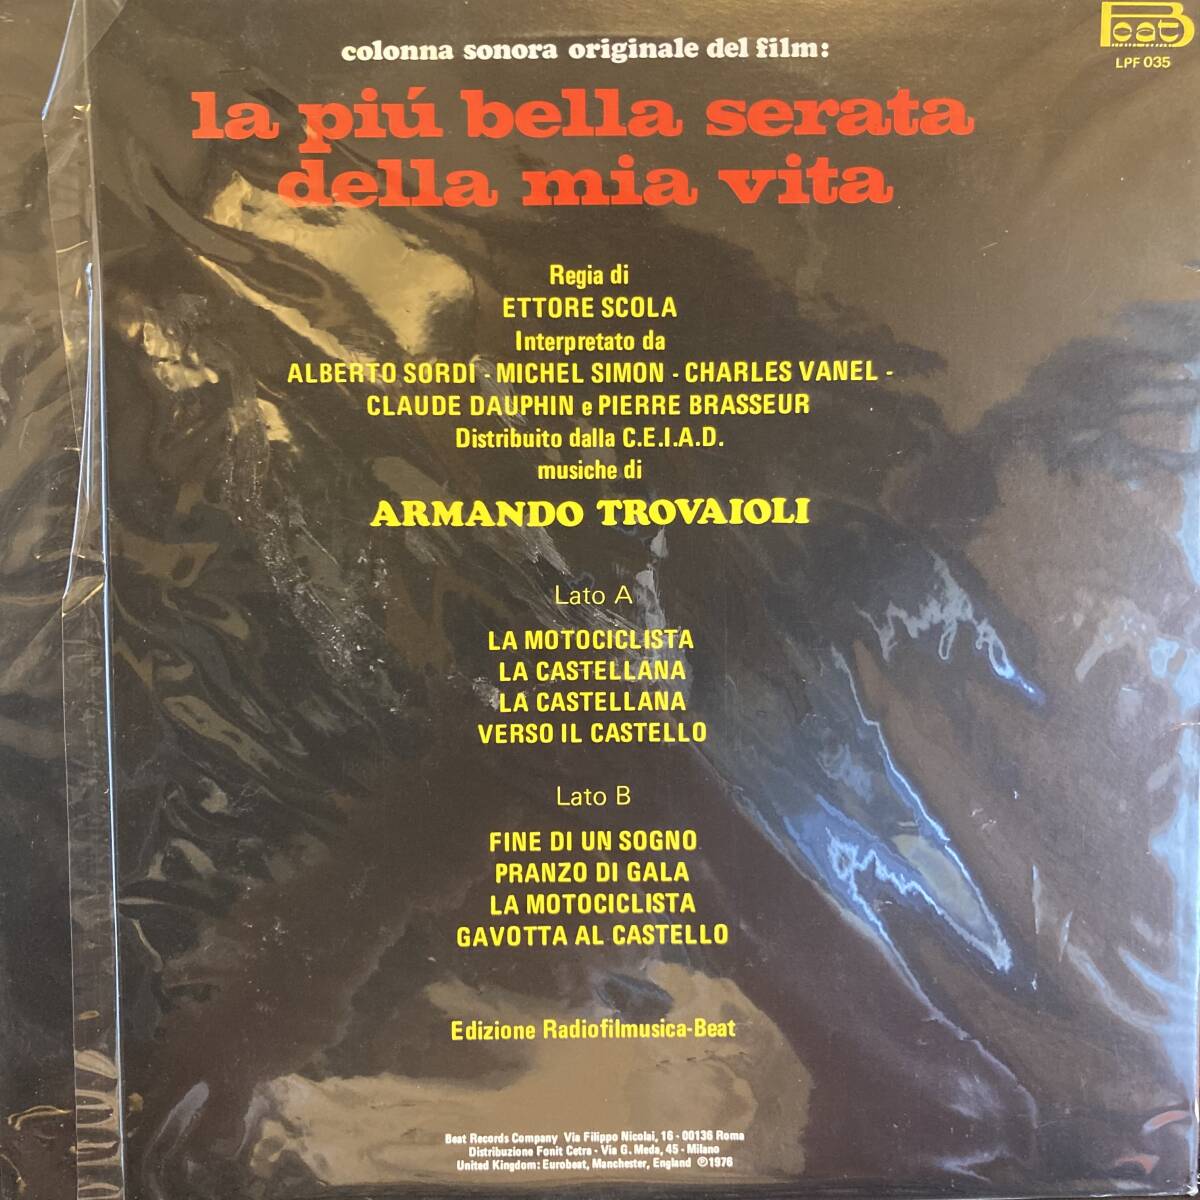 Beat
LPF 035
colonna sonora originale del film:
la piú bella serata
della mia vita
Regia di
ETTORE SCOLA
Interpretato da
ALBERTO SORDI - MICHEL SIMON - CHARLES VANEL -
CLAUDE DAUPHIN e PIERRE BRASSEUR
Distribuito dalla C.E.I.A.D.
musiche di
ARMANDO TROVAIOLI
Lato A
LA MOTOCICLISTA
LA CASTELLANA
LA CASTELLANA
VERSO IL CASTELLO
Lato B
FINE DI UN SOGNO
PRANZO DI GALA
LA MOTOCICLISTA
GAVOTTA AL CASTELLO
Edizione Radiofilmusica-Beat
Beat Records Company Via Filippo Nicolai, 16 - 00136 Roma
Distribuzione Fonit Cetra - Via G. Meda, 45 - Milano
United Kingdom: Eurobeat, Manchester, England ℗1976